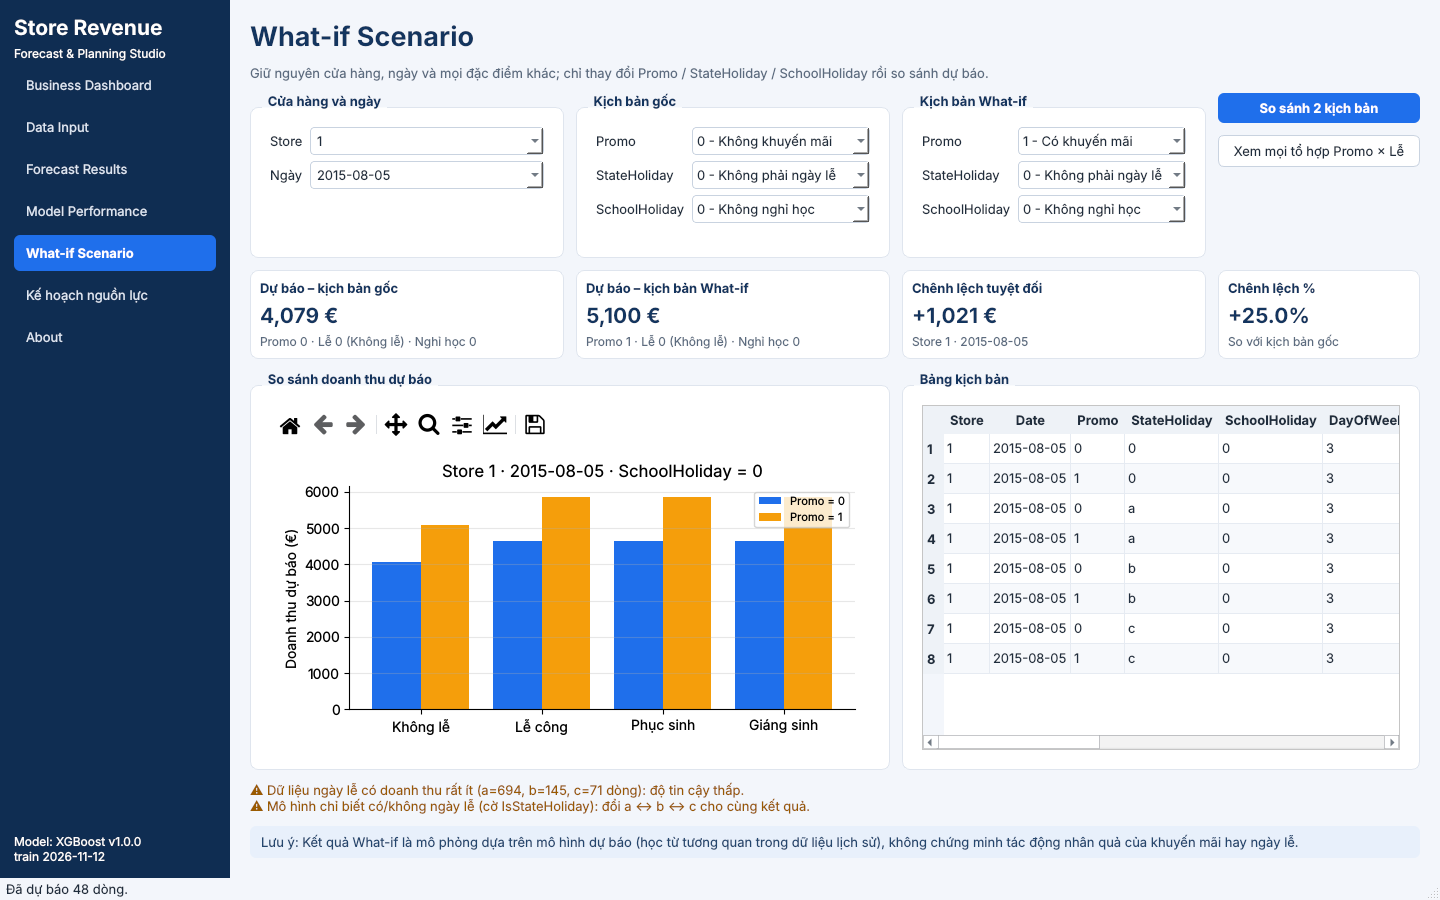 Store Revenue
Forecast & Planning Studio
Business Dashboard
Data Input
Forecast Results
Model Performance
What-if Scenario
Kế hoạch nguồn lực
About
Model: XGBoost v1.0.0
train 2026-11-12
Đã dự báo 48 dòng.
What-if Scenario
Giữ nguyên cửa hàng, ngày và mọi đặc điểm khác; chỉ thay đổi Promo / StateHoliday / SchoolHoliday rồi so sánh dự báo.
Cửa hàng và ngày
Store 1
Ngày 2015-08-05
Kịch bản gốc
Promo 0 - Không khuyến mãi
StateHoliday 0 - Không phải ngày lễ
SchoolHoliday 0 - Không nghỉ học
Kịch bản What-if
Promo 1 - Có khuyến mãi
StateHoliday 0 - Không phải ngày lễ
SchoolHoliday 0 - Không nghỉ học
So sánh 2 kịch bản
Xem mọi tổ hợp Promo × Lễ
Dự báo – kịch bản gốc
4,079 €
Promo 0 · Lễ 0 (Không lễ) · Nghỉ học 0
Dự báo – kịch bản What-if
5,100 €
Promo 1 · Lễ 0 (Không lễ) · Nghỉ học 0
Chênh lệch tuyệt đối
+1,021 €
Store 1 · 2015-08-05
Chênh lệch %
+25.0%
So với kịch bản gốc
So sánh doanh thu dự báo
Store 1 · 2015-08-05 · SchoolHoliday = 0
Promo = 0
Promo = 1
Doanh thu dự báo (€)
6000
5000
4000
3000
2000
1000
0
Không lễ Lễ công Phục sinh Giáng sinh
Bảng kịch bản
Store Date Promo StateHoliday SchoolHoliday DayOfWeek
1 1 2015-08-05 0 0 0 3
2 1 2015-08-05 1 0 0 3
3 1 2015-08-05 0 a 0 3
4 1 2015-08-05 1 a 0 3
5 1 2015-08-05 0 b 0 3
6 1 2015-08-05 1 b 0 3
7 1 2015-08-05 0 c 0 3
8 1 2015-08-05 1 c 0 3
⚠ Dữ liệu ngày lễ có doanh thu rất ít (a=694, b=145, c=71 dòng): độ tin cậy thấp.
⚠ Mô hình chỉ biết có/không ngày lễ (cờ IsStateHoliday): đổi a ↔ b ↔ c cho cùng kết quả.
Lưu ý: Kết quả What-if là mô phỏng dựa trên mô hình dự báo (học từ tương quan trong dữ liệu lịch sử), không chứng minh tác động nhân quả của khuyến mãi hay ngày lễ.